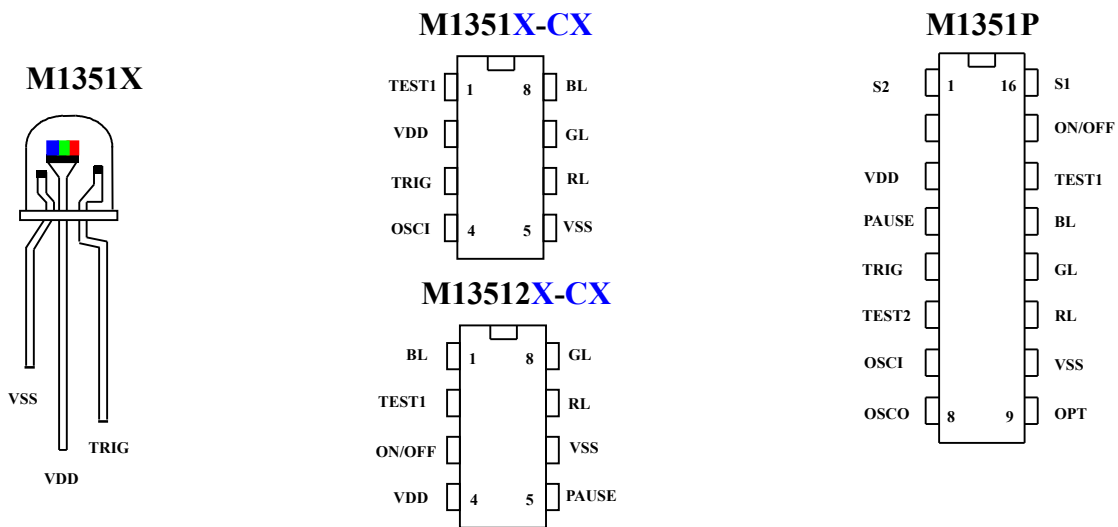 M1351X
VSS
VDD
TRIG
M1351X-CX
TEST1 1 8 BL
VDD GL
TRIG RL
OSCI 4 5 VSS
M13512X-CX
BL 1 8 GL
TEST1 RL
ON/OFF VSS
VDD 4 5 PAUSE
M1351P
S2 1 16 S1
ON/OFF
VDD TEST1
PAUSE BL
TRIG GL
TEST2 RL
OSCI VSS
OSCO 8 9 OPT